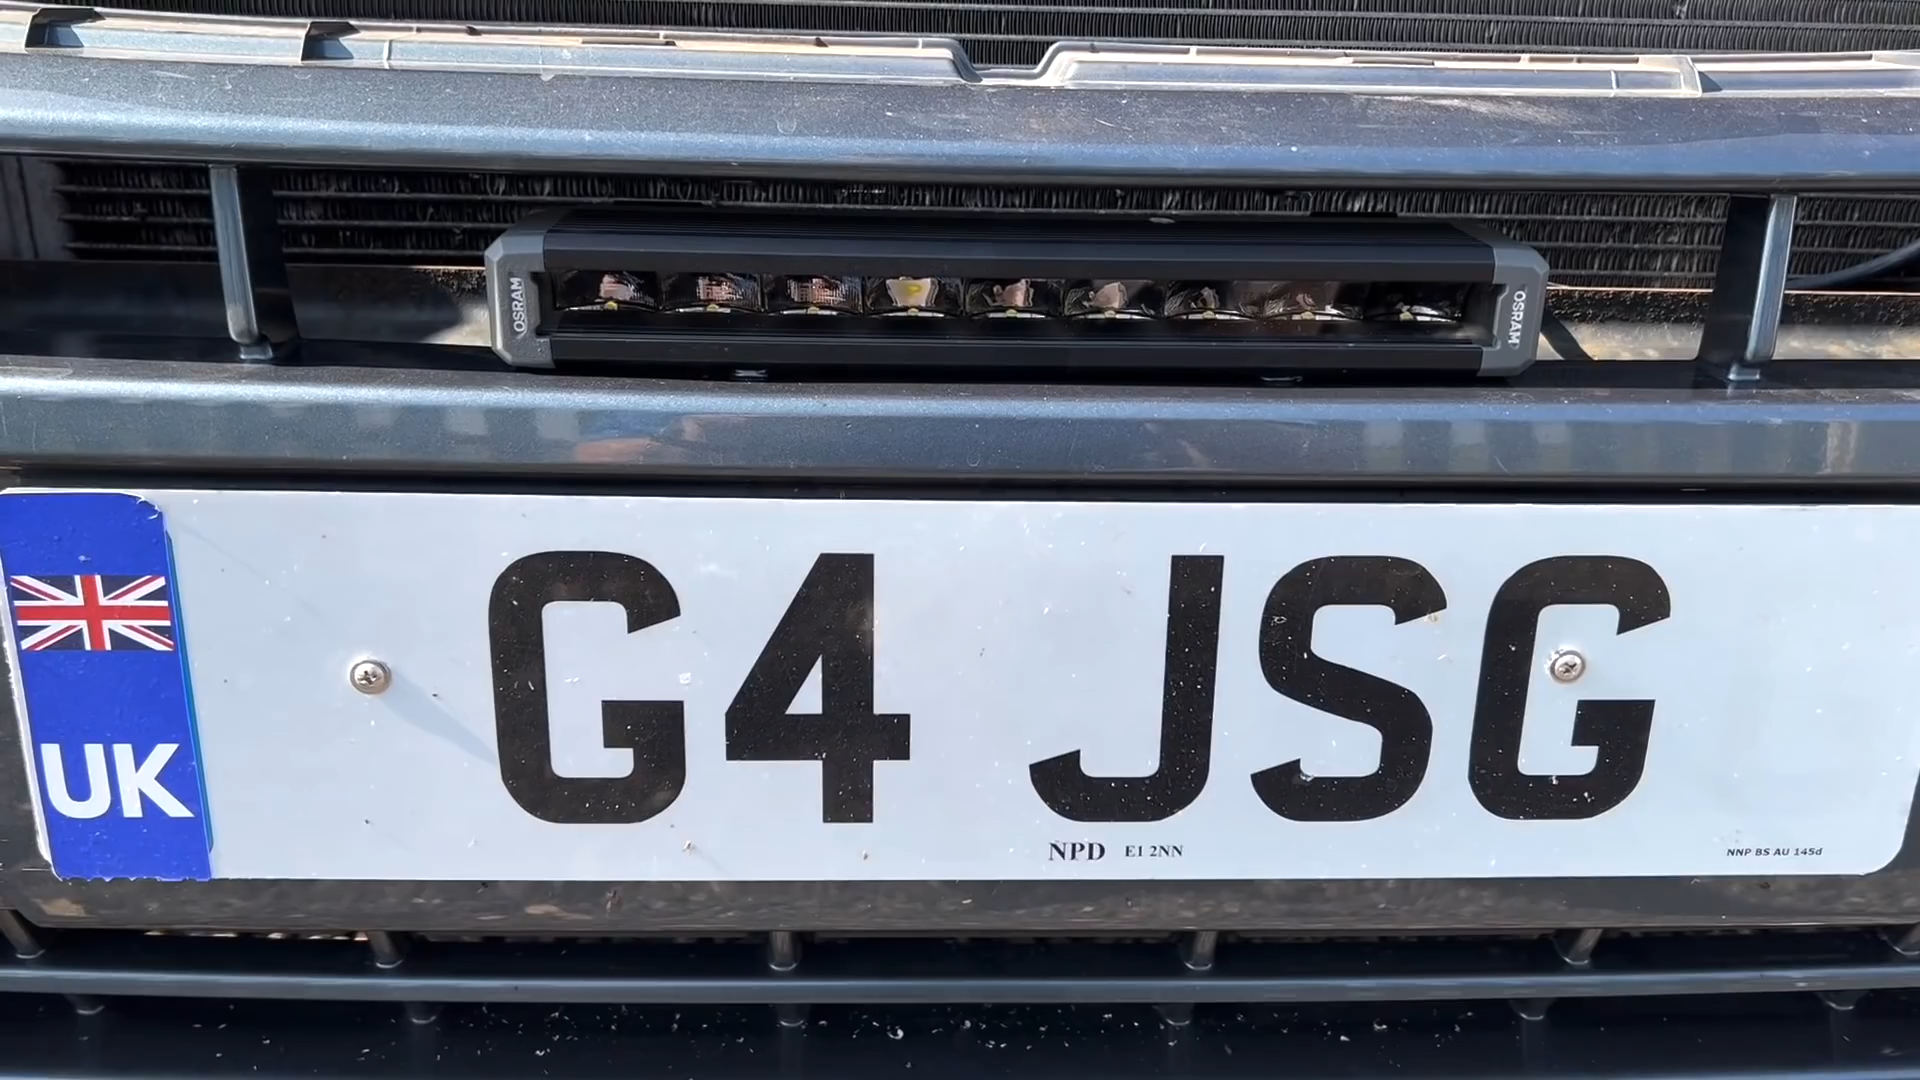 OSRAM
OSRAM
G4 JSG
UK
NPD E1 2NN
NNP BS AU 145d